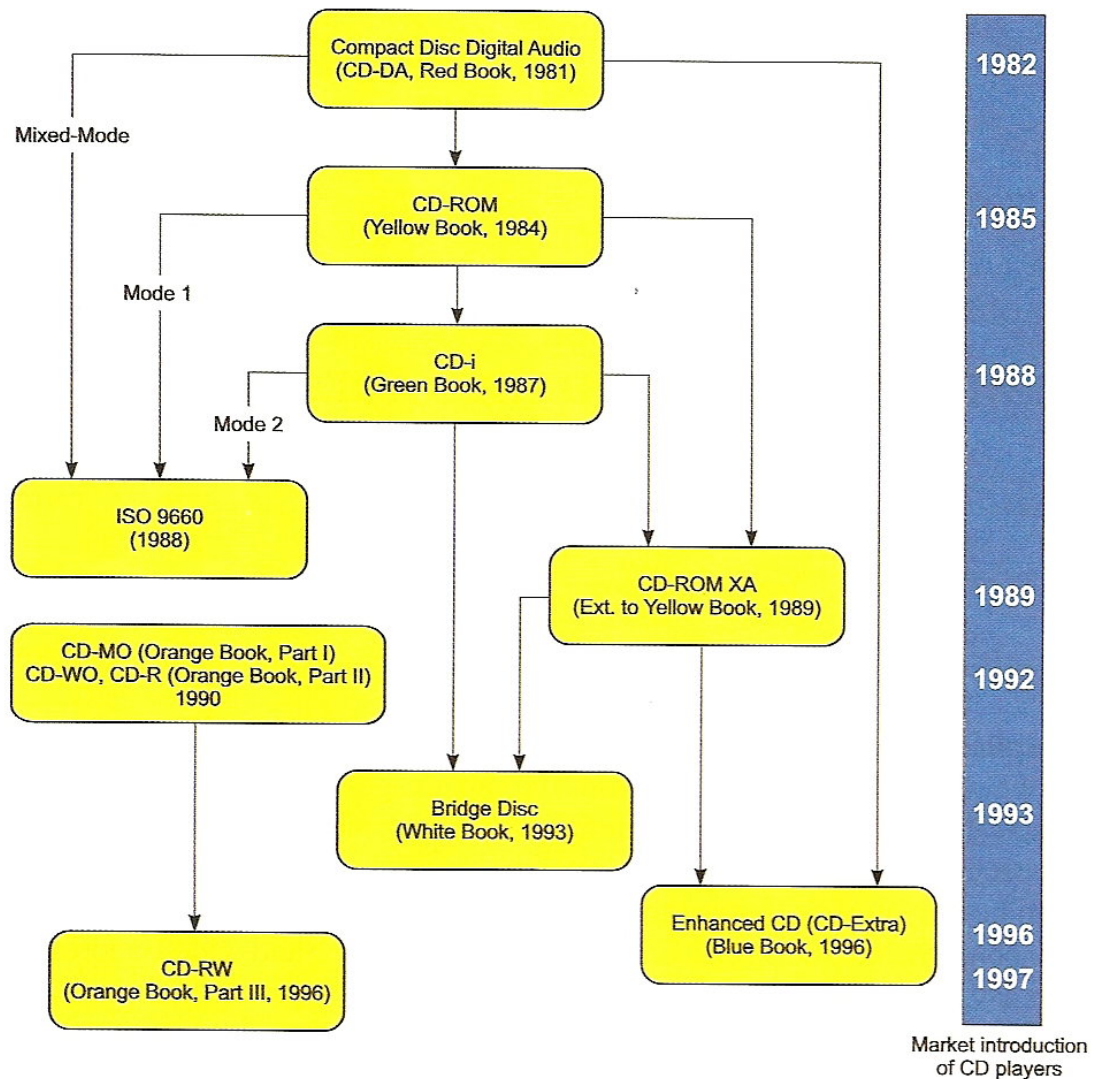 Compact Disc Digital Audio
(CD-DA, Red Book, 1981)
1982
Mixed-Mode
CD-ROM
(Yellow Book, 1984)
1985
Mode 1
CD-i
(Green Book, 1987)
1988
Mode 2
ISO 9660
(1988)
CD-ROM XA
(Ext. to Yellow Book, 1989)
1989
CD-MO (Orange Book, Part I)
CD-WO, CD-R (Orange Book, Part II)
1990
1992
Bridge Disc
(White Book, 1993)
1993
Enhanced CD (CD-Extra)
(Blue Book, 1996)
1996
CD-RW
(Orange Book, Part III, 1996)
1997
Market introduction
of CD players